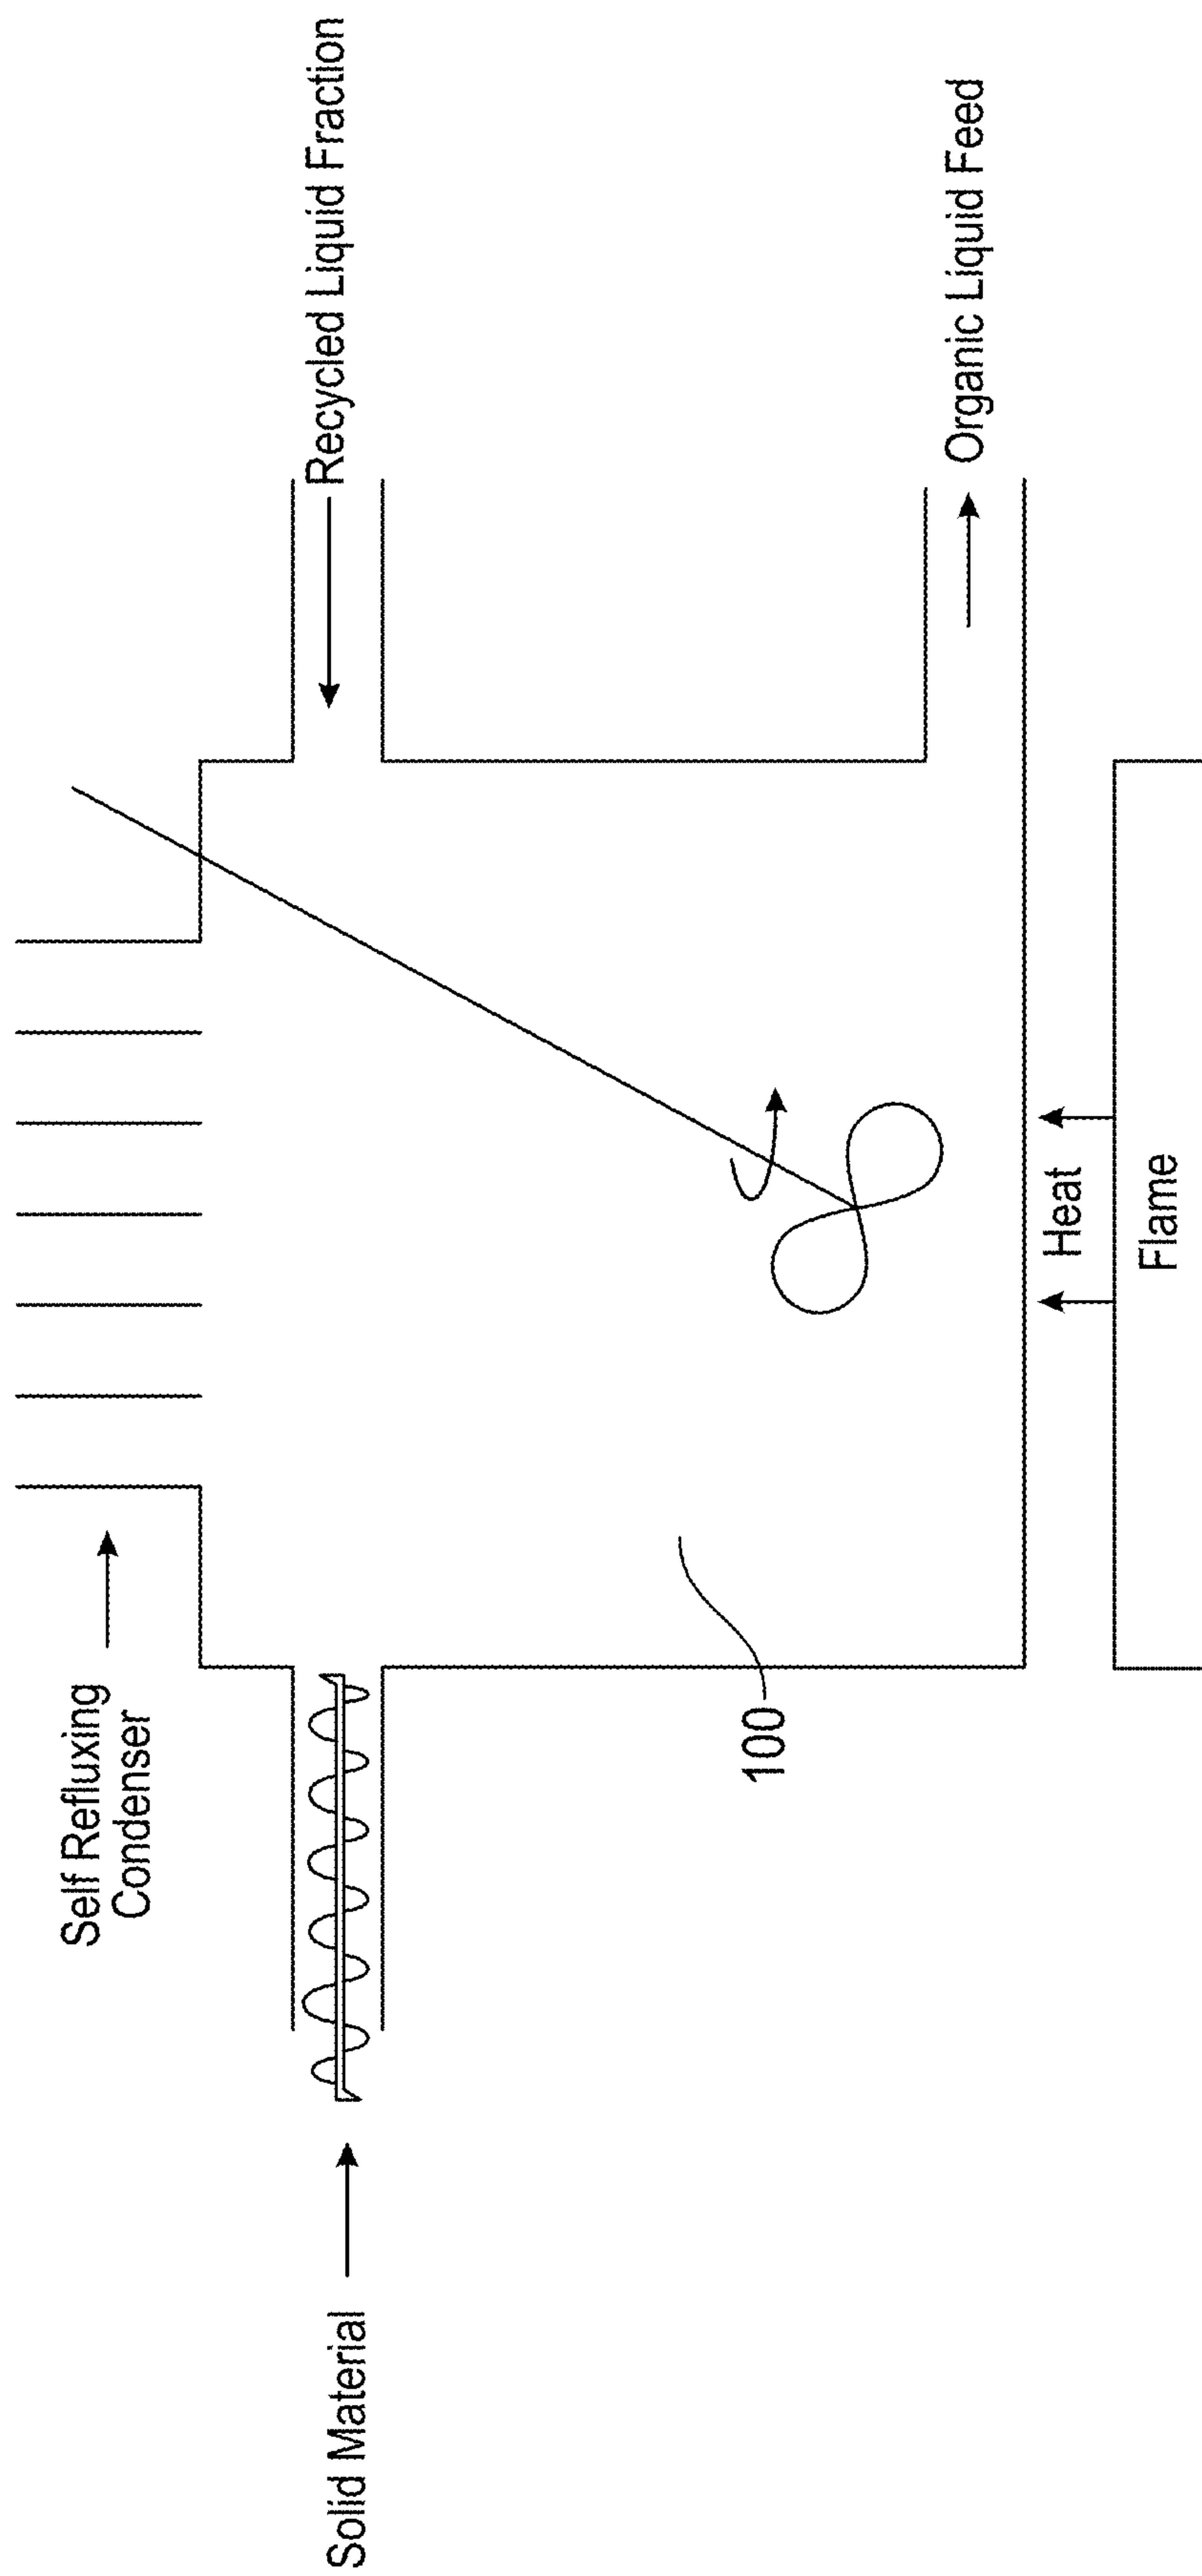 Self Refluxing
Condenser
Recycled Liquid Fraction
Solid Material
100
Organic Liquid Feed
Heat
Flame